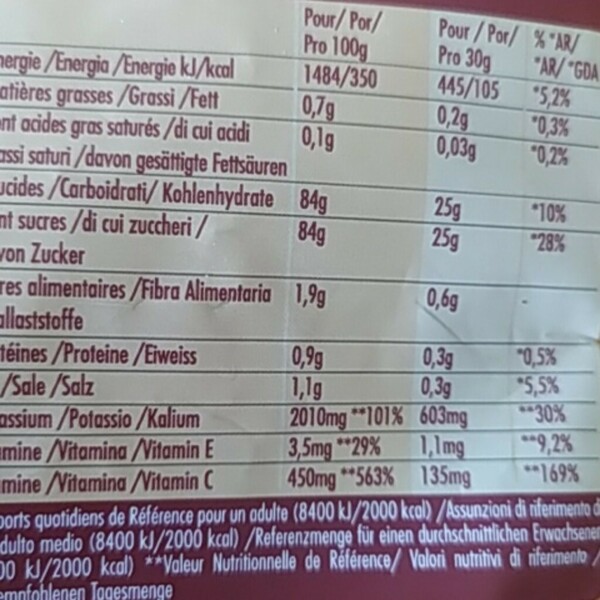 Pour/ Por/ Pour / Por/ % *AR/
Pro 100g Pro 30g *AR/ *GDA
nergie /Energia /Energie kJ/kcal 1484/350 445/105 *5,2%
atières grasses /Grassi /Fett 0,7g 0,2g *0,3%
nt acides gras saturés /di cui acidi 0,1g 0,03g *0,2%
assi saturi /davon gesättigte Fettsäuren
ucides /Carboidrati/ Kohlenhydrate 84g 25g *10%
nt sucres /di cui zuccheri / 84g 25g *28%
von Zucker
res alimentaires /Fibra Alimentaria 1,9g 0,6g -
allaststoffe
téines /Proteine /Eiweiss 0,9g 0,3g *0,5%
/Sale /Salz 1,1g 0,3g *5,5%
assium /Potassio /Kalium 2010mg **101% 603mg **30%
mine /Vitamina /Vitamin E 3,5mg **29% 1,1mg **9,2%
mine /Vitamina /Vitamin C 450mg **563% 135mg **169%
ports quotidiens de Référence pour un adulte (8400 kJ/2000 kcal) /Assunzioni di riferimento d
dulto medio (8400 kJ/2000 kcal) /Referenzmenge für einen durchschnittlichen Erwachsenen
00 kJ/2000 kcal) **Valeur Nutritionnelle de Référence/ Valori nutritivi di riferimento /
empfohlenen Tagesmenge